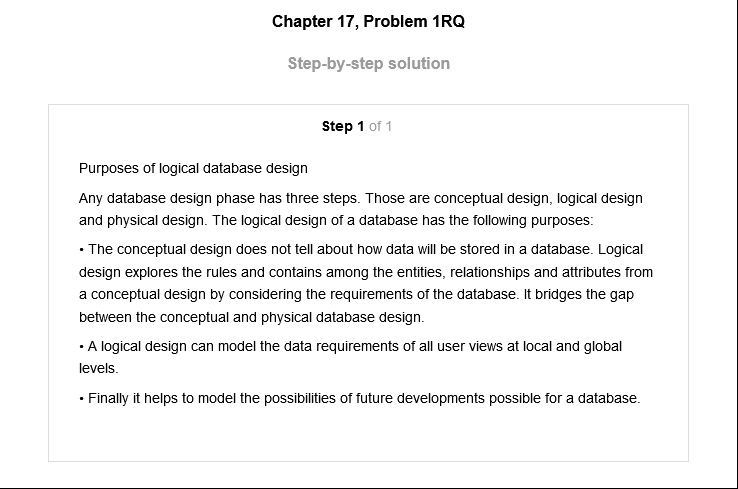 Chapter 17, Problem 1RQ
Step-by-step solution
Step 1 of 1
Purposes of logical database design
Any database design phase has three steps. Those are conceptual design, logical design
and physical design. The logical design of a database has the following purposes:
• The conceptual design does not tell about how data will be stored in a database. Logical
design explores the rules and contains among the entities, relationships and attributes from
a conceptual design by considering the requirements of the database. It bridges the gap
between the conceptual and physical database design.
• A logical design can model the data requirements of all user views at local and global
levels.
• Finally it helps to model the possibilities of future developments possible for a database.